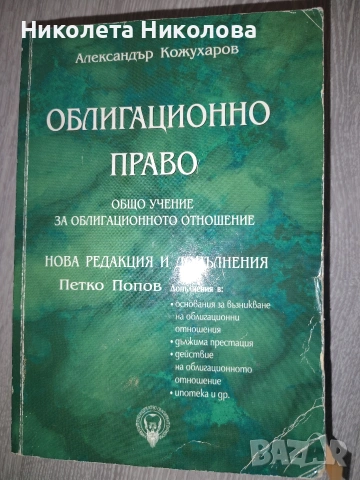 Николета Николова
Александър Кожухаров
ОБЛИГАЦИОННО
ПРАВО
ОБЩО УЧЕНИЕ
ЗА ОБЛИГАЦИОННОТО ОТНОШЕНИЕ
НОВА РЕДАКЦИЯ И ДОПЪЛНЕНИЯ
Петко Попов
Допълнения в:
• основания за възникване
на облигационни
отношения
• дължима престация
• действие
на облигационното
отношение
• ипотека и др.
BAZAR